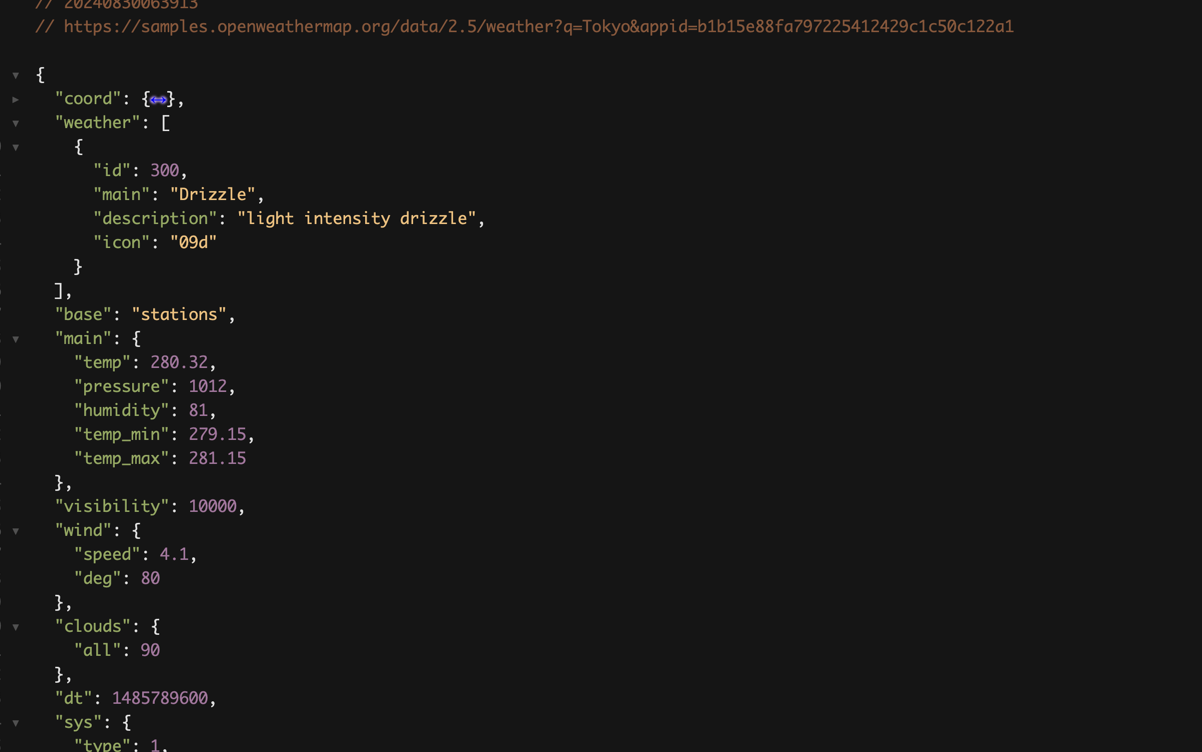 // 20240830063913
// https://samples.openweathermap.org/data/2.5/weather?q=Tokyo&appid=b1b15e88fa797225412429c1c50c122a1
{
"coord": {↔},
"weather": [
{
"id": 300,
"main": "Drizzle",
"description": "light intensity drizzle",
"icon": "09d"
}
],
"base": "stations",
"main": {
"temp": 280.32,
"pressure": 1012,
"humidity": 81,
"temp_min": 279.15,
"temp_max": 281.15
},
"visibility": 10000,
"wind": {
"speed": 4.1,
"deg": 80
},
"clouds": {
"all": 90
},
"dt": 1485789600,
"sys": {
"type": 1,